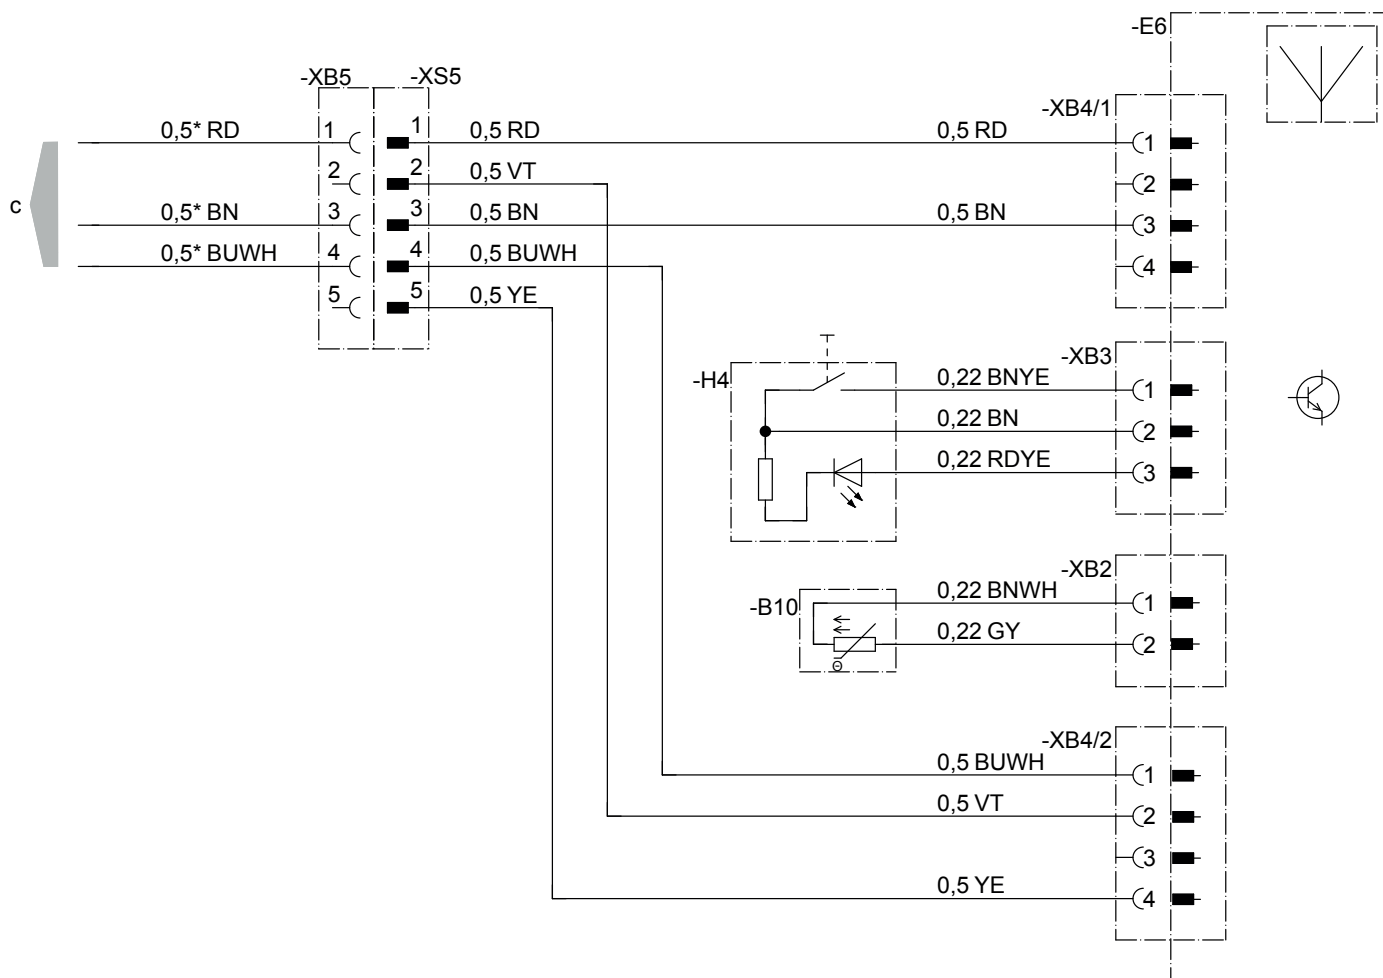 -E6
-XB5 -XS5
-XB4/1
0,5* RD 1 1 0,5 RD 0,5 RD 1
2 2 0,5 VT 2
c 0,5* BN 3 3 0,5 BN 0,5 BN 3
0,5* BUWH 4 4 0,5 BUWH 4
5 5 0,5 YE
-XB3
-H4 0,22 BNYE 1
0,22 BN 2
0,22 RDYE 3
-XB2
-B10 0,22 BNWH 1
0,22 GY 2
Θ
-XB4/2
0,5 BUWH 1
0,5 VT 2
3
0,5 YE 4